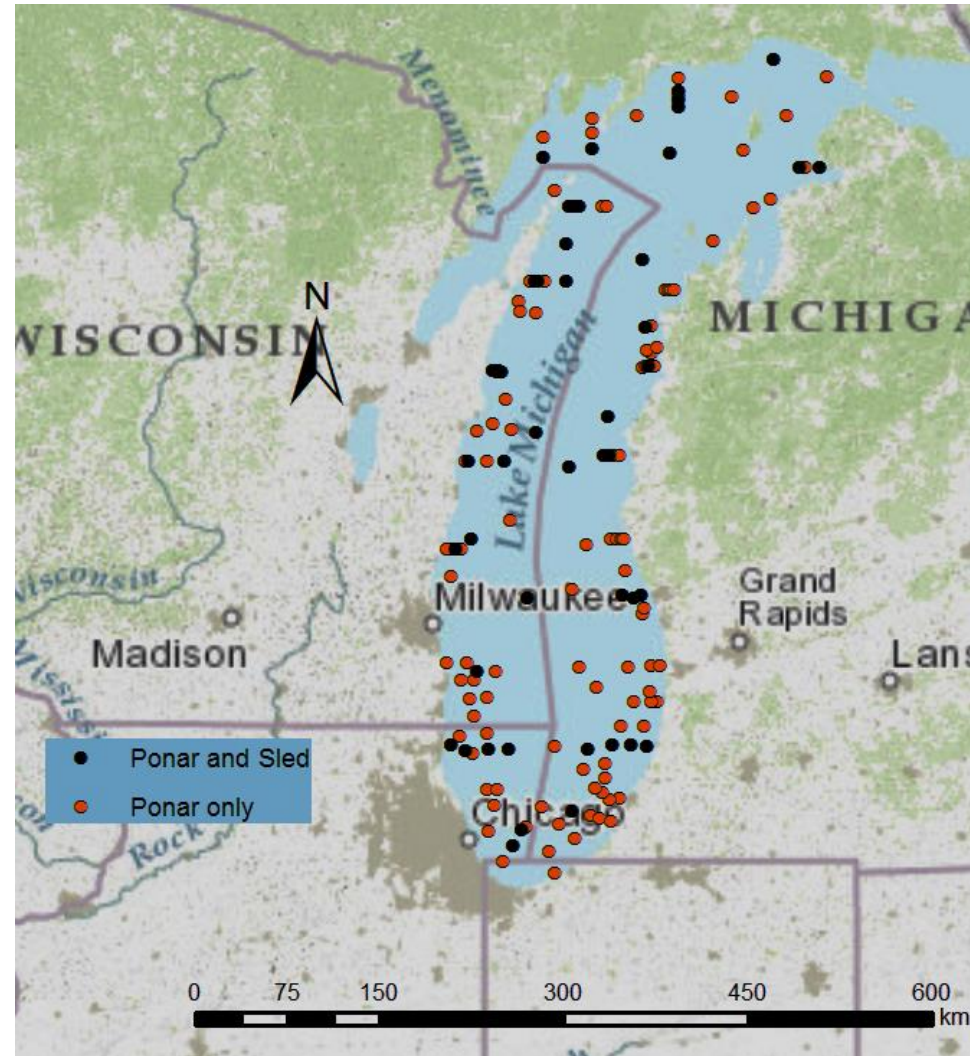 Menominee
N
WISCONSIN
MICHIGA
Lake Michigan
Wisconsin
Milwaukee
Grand
Rapids
Madison
Lans
Mississi
Ponar and Sled
Ponar only
Chicago
Rock
0 75 150 300 450 600
km